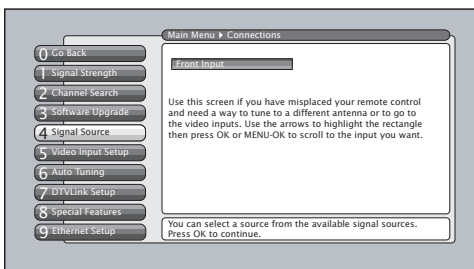 Main Menu ▸ Connections
0 Go Back
1 Signal Strength
2 Channel Search
3 Software Upgrade
4 Signal Source
5 Video Input Setup
6 Auto Tuning
7 DTVLink Setup
8 Special Features
9 Ethernet Setup
Front Input
Use this screen if you have misplaced your remote control
and need a way to tune to a different antenna or to go to
the video inputs. Use the arrows to highlight the rectangle
then press OK or MENU-OK to scroll to the input you want.
You can select a source from the available signal sources.
Press OK to continue.